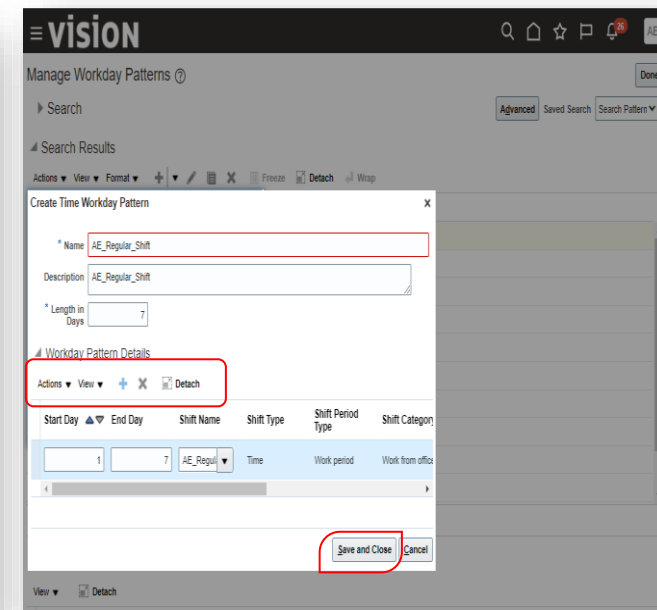 vision
26
AE
Manage Workday Patterns
Done
Search
Advanced Saved Search Search Pattern
Search Results
Actions View Format Freeze Detach Wrap
Create Time Workday Pattern X
* Name AE_Regular_Shift
Description AE_Regular_Shift
* Length in Days 7
Workday Pattern Details
Actions View Detach
Start Day End Day Shift Name Shift Type Shift Period Type Shift Category
1 7 AE_Regul Time Work period Work from office
Save and Close Cancel
View Detach